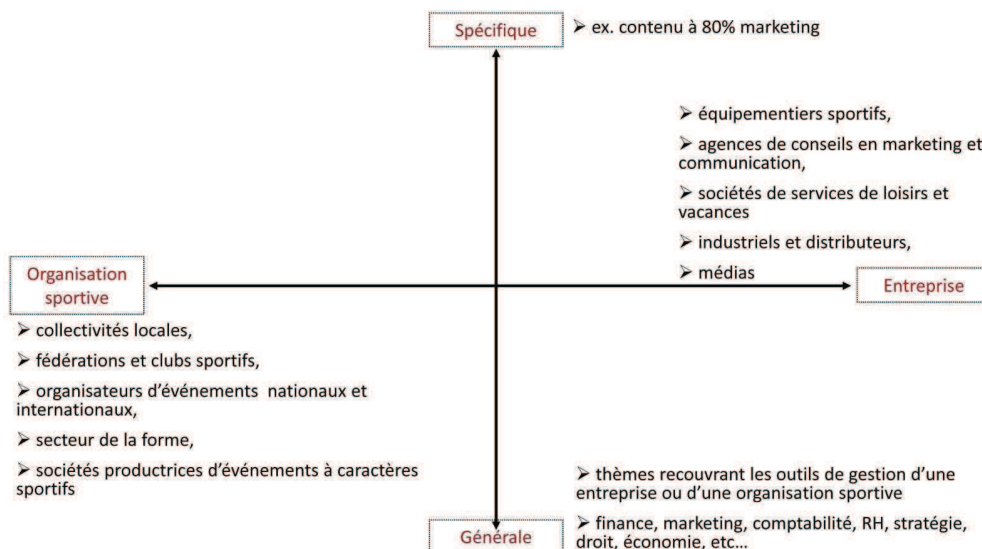 Spécifique
➢ ex. contenu à 80% marketing
➢ équipementiers sportifs,
➢ agences de conseils en marketing et
communication,
➢ sociétés de services de loisirs et
vacances
➢ industriels et distributeurs,
➢ médias
Organisation
sportive
Entreprise
➢ collectivités locales,
➢ fédérations et clubs sportifs,
➢ organisateurs d’événements nationaux et
internationaux,
➢ secteur de la forme,
➢ sociétés productrices d’événements à caractères
sportifs
➢ thèmes recouvrant les outils de gestion d’une
entreprise ou d’une organisation sportive
➢ finance, marketing, comptabilité, RH, stratégie,
droit, économie, etc…
Générale